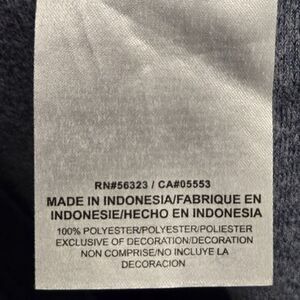 RN#56323 / CA#05553
MADE IN INDONESIA/FABRIQUE EN
INDONESIE/HECHO EN INDONESIA
100% POLYESTER/POLYESTER/POLIESTER
EXCLUSIVE OF DECORATION/DECORATION
NON COMPRISE/NO INCLUYE LA
DECORACION